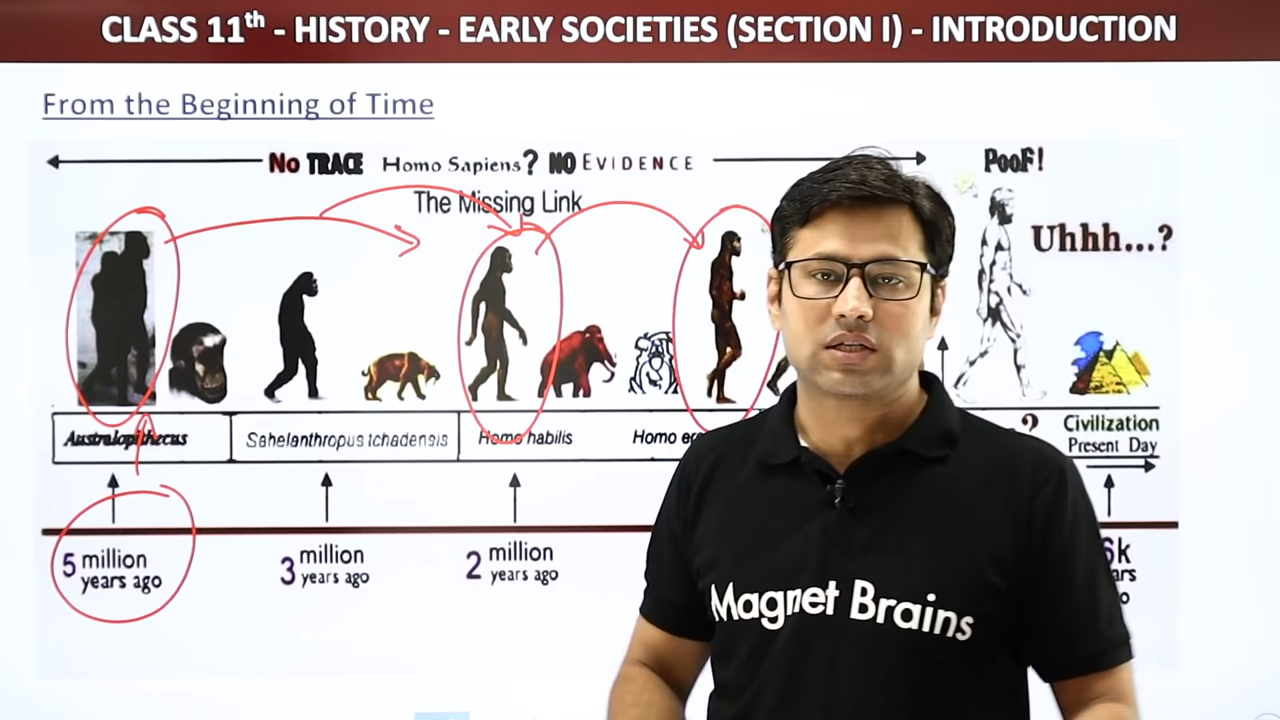 CLASS 11th - HISTORY - EARLY SOCIETIES (SECTION I) - INTRODUCTION
From the Beginning of Time
No TRACE Homo Sapiens? NO EVIDENCE
PooF!
The Missing Link
Uhhh...?
Australopithecus
Sahelanthropus tchadensis
Homo habilis
Homo
?
Civilization
Present Day
5 million
years ago
3 million
years ago
2 million
years ago
6k
Magnet Brains